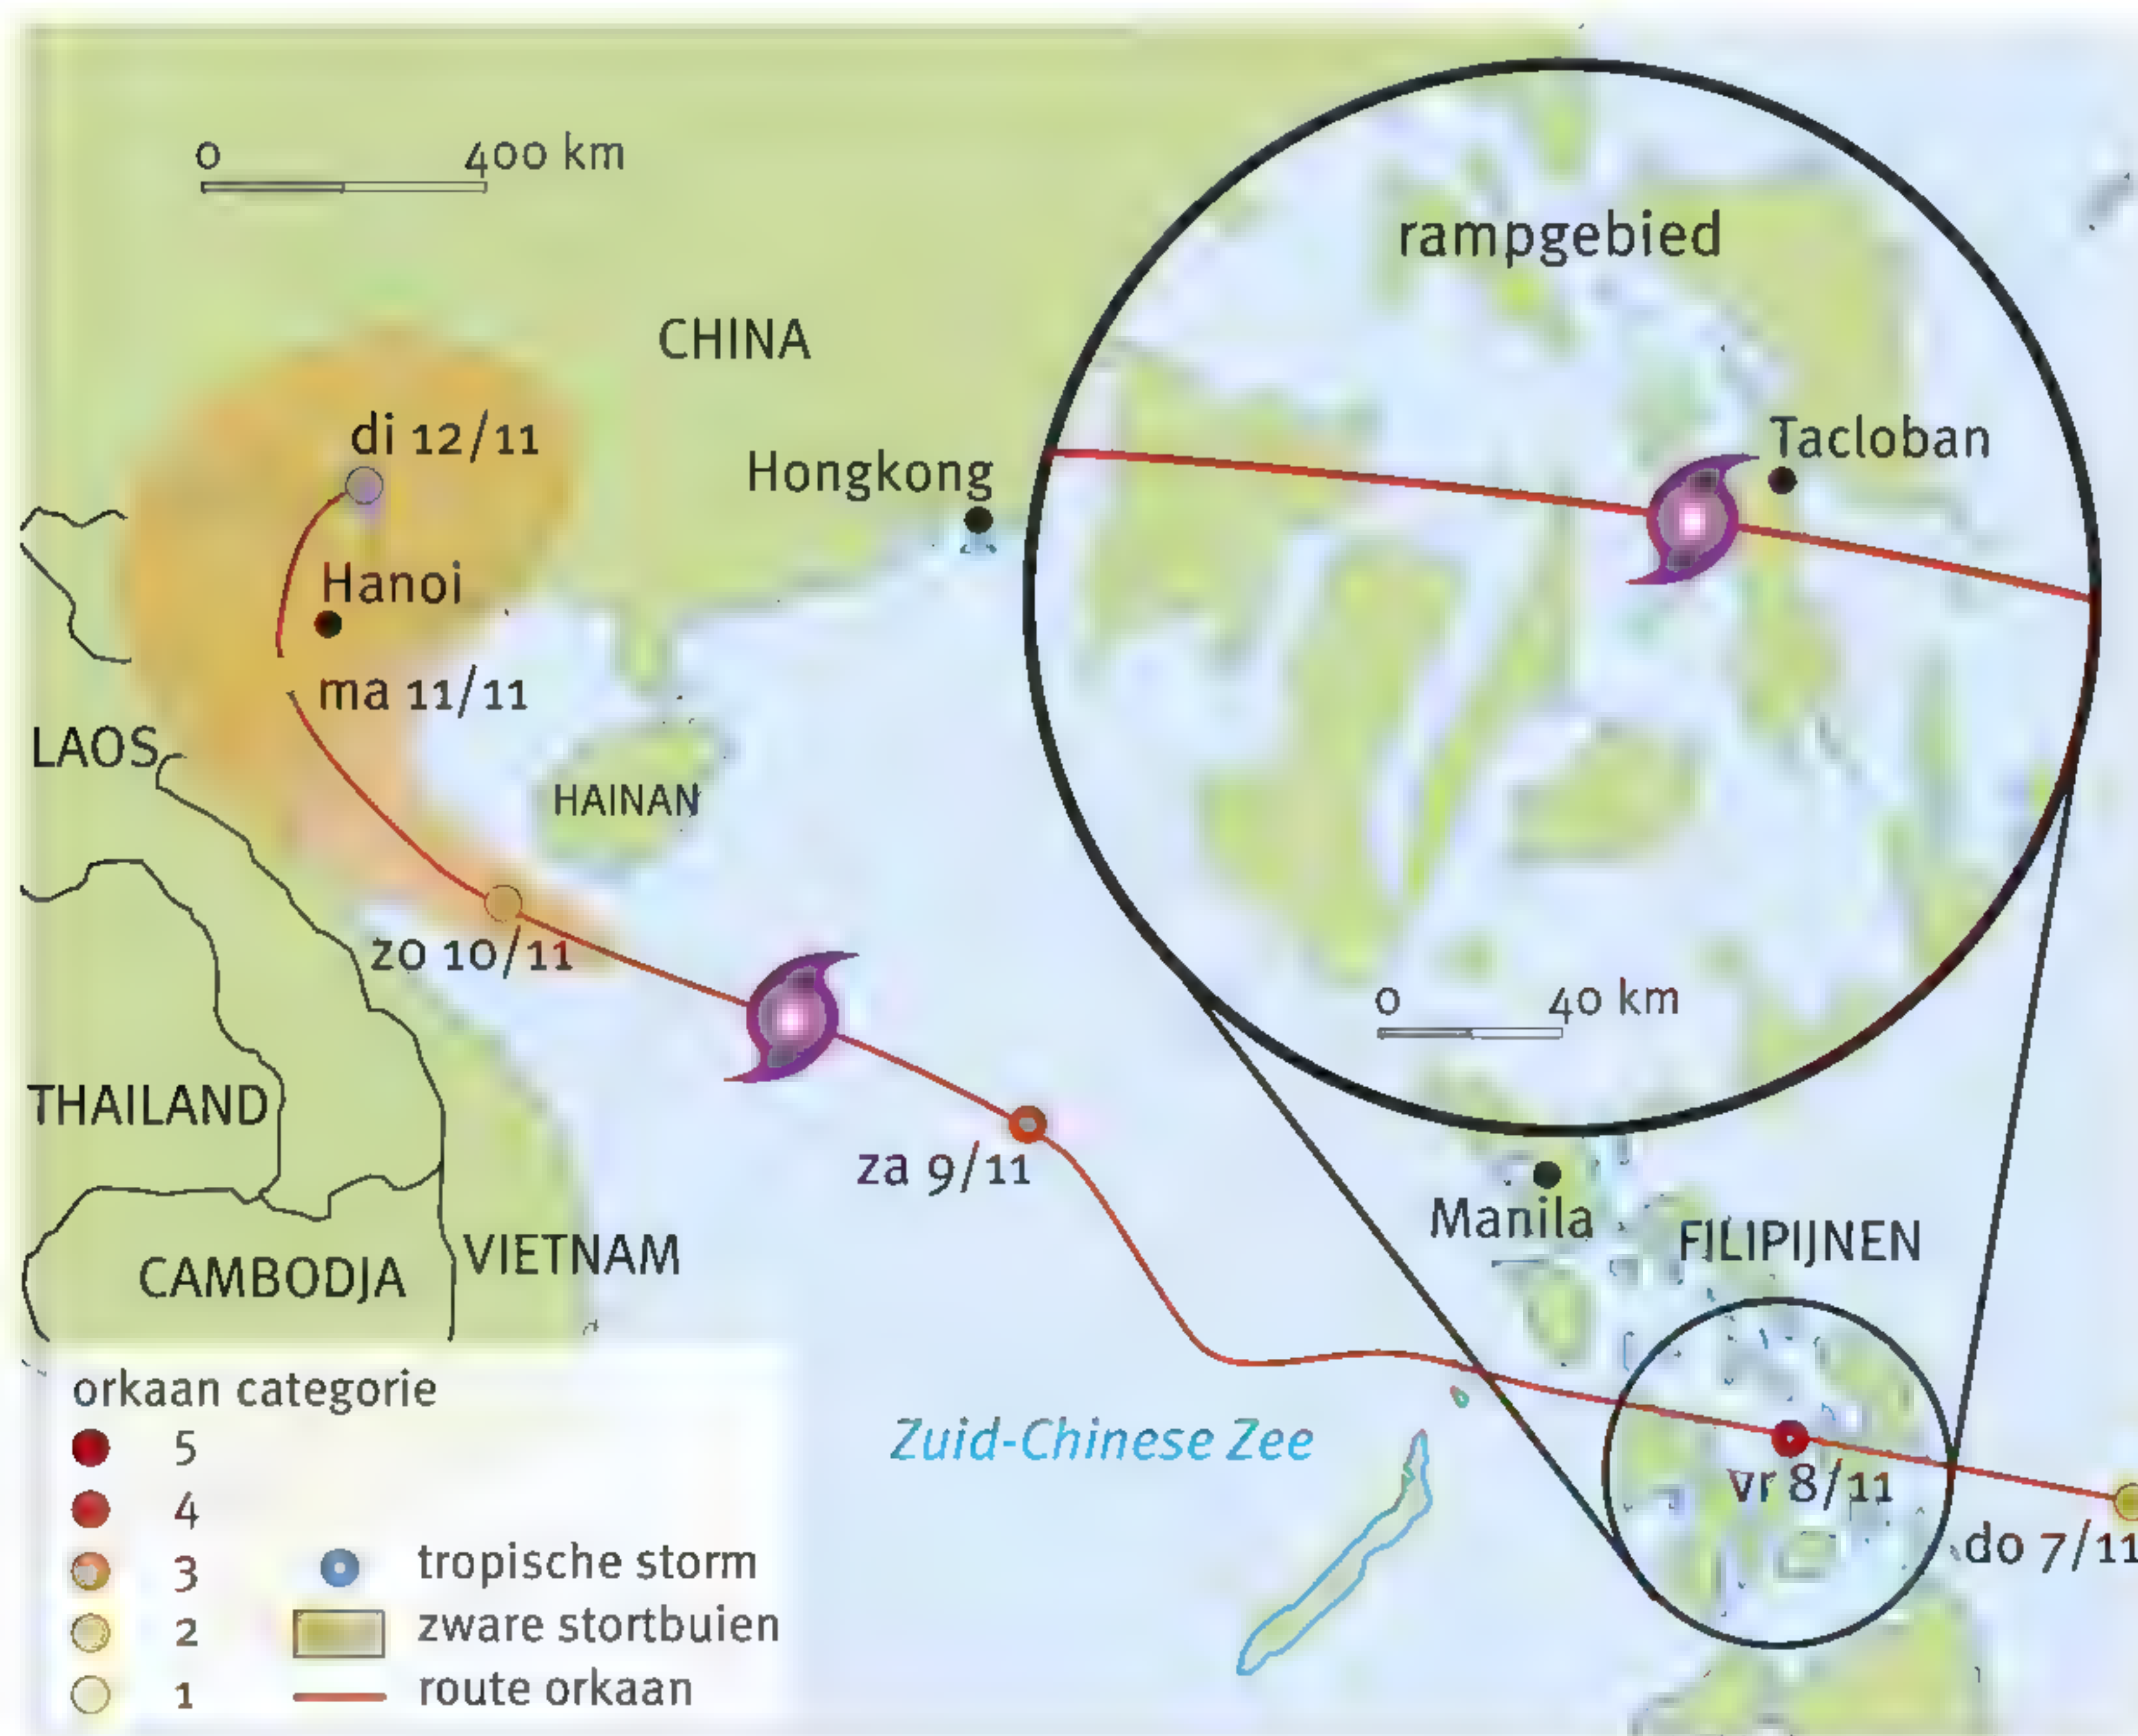 0 400 km
rampgebied
CHINA
di 12/11
Hongkong
Tacloban
Hanoi
ma 11/11
LAOS
HAINAN
zo 10/11
0 40 km
THAILAND
za 9/11
Manila
FILIPIJNEN
VIETNAM
CAMBODJA
Zuid-Chinese Zee
vr 8/11
do 7/11
orkaan categorie
5
4
3
2
1
tropische storm
zware stortbuien
route orkaan